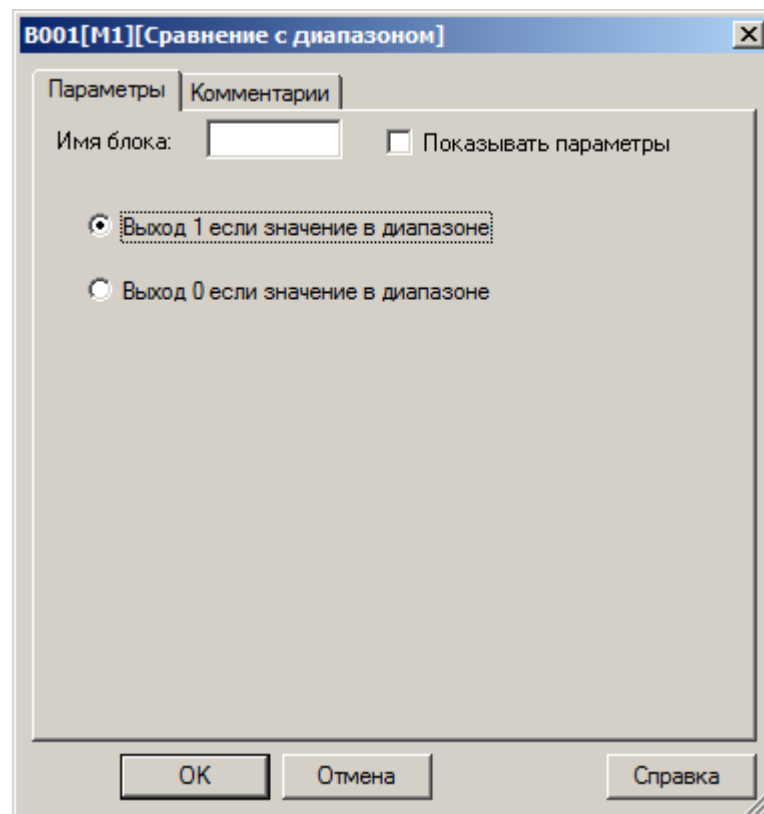 B001[M1][Сравнение с диапазоном]
Параметры Комментарии
Имя блока: Показывать параметры
Выход 1 если значение в диапазоне
Выход 0 если значение в диапазоне
OK Отмена Справка